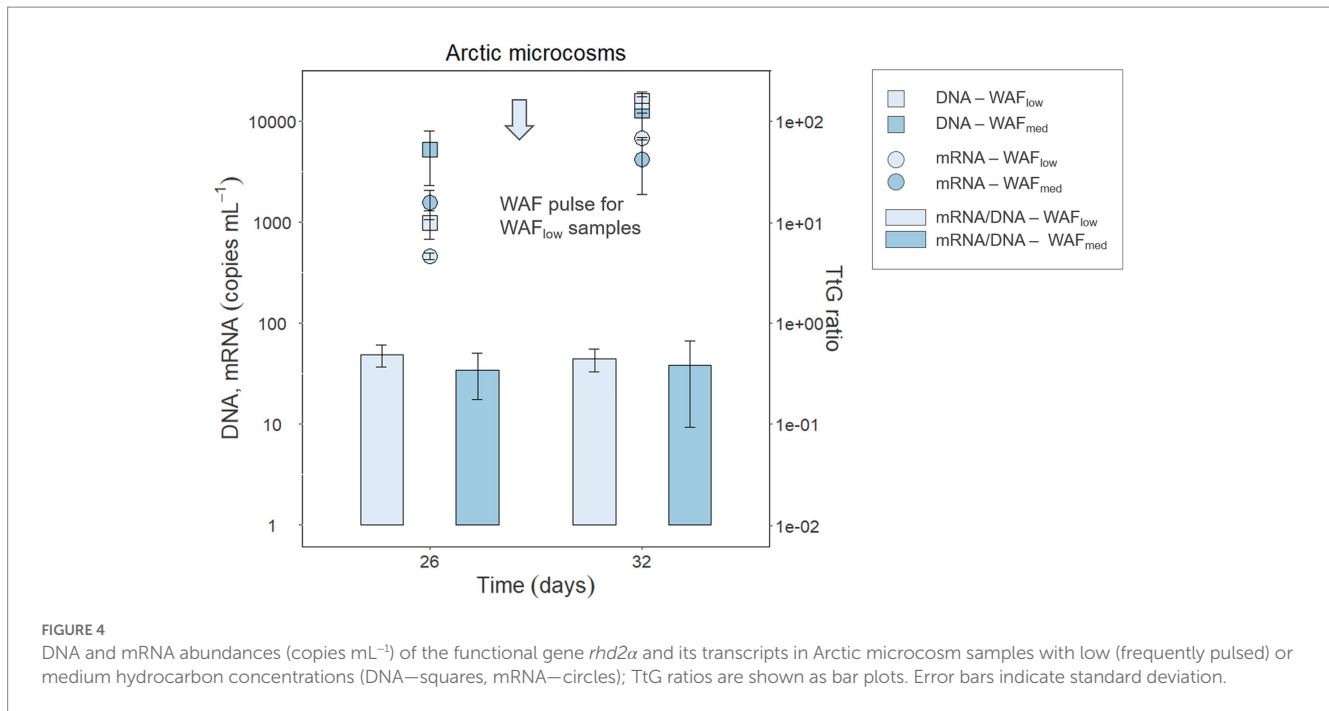 Arctic microcosms
DNA, mRNA (copies mL⁻¹)
10000
1000
100
10
1
WAF pulse for
WAFlow samples
1e+02
1e+01
1e+00
1e-01
1e-02
TtG ratio
26
32
Time (days)
DNA – WAFlow
DNA – WAFmed
mRNA – WAFlow
mRNA – WAFmed
mRNA/DNA – WAFlow
mRNA/DNA – WAFmed
FIGURE 4
DNA and mRNA abundances (copies mL⁻¹) of the functional gene rhd2α and its transcripts in Arctic microcosm samples with low (frequently pulsed) or
medium hydrocarbon concentrations (DNA—squares, mRNA—circles); TtG ratios are shown as bar plots. Error bars indicate standard deviation.